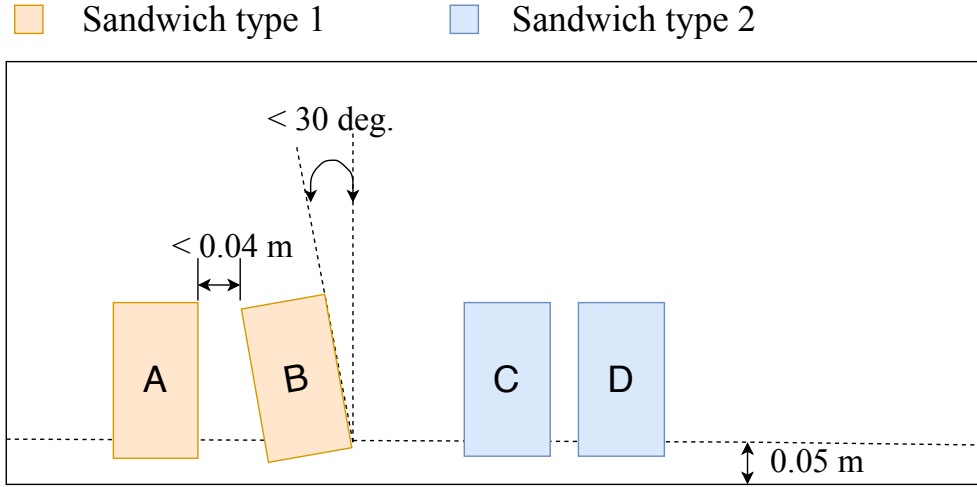 Sandwich type 1
Sandwich type 2
< 30 deg.
< 0.04 m
A
B
C
D
0.05 m